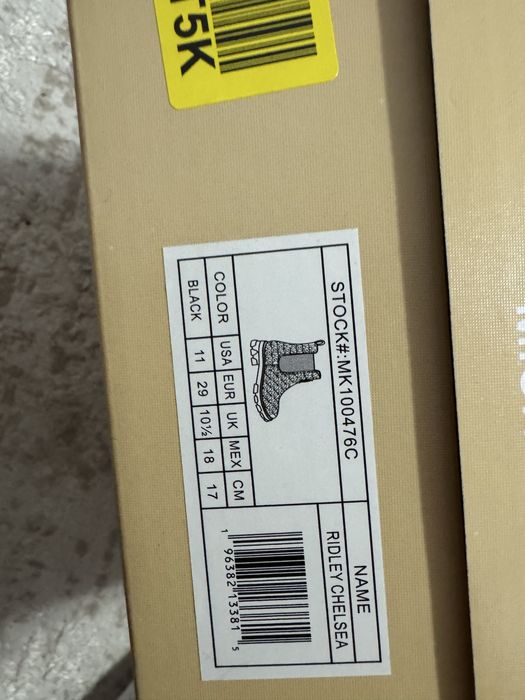 T5K
STOCK#:MK100476C
NAME
RIDLEY CHELSEA
COLOR USA EUR UK MEX CM
BLACK 11 29 10½ 18 17
1 96382 13381 5